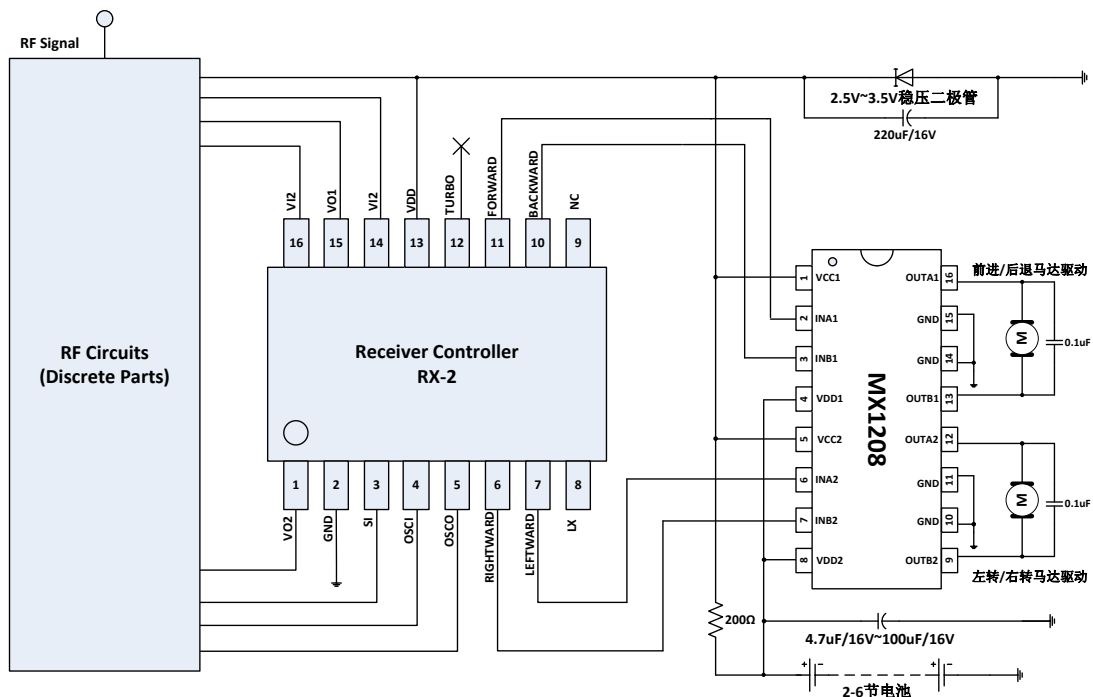 RF Signal
2.5V~3.5V稳压二极管
220uF/16V
VI2
VO1
VI2
VDD
TURBO
FORWARD
BACKWARD
NC
16
15
14
13
12
11
10
9
RF Circuits
(Discrete Parts)
Receiver Controller
RX-2
1
2
3
4
5
6
7
8
VO2
GND
SI
OSCI
OSCO
RIGHTWARD
LEFTWARD
LX
MX1208
1 VCC1
2 INA1
3 INB1
4 VDD1
5 VCC2
6 INA2
7 INB2
8 VDD2
OUTA1 16
GND 15
GND 14
OUTB1 13
OUTA2 12
GND 11
GND 10
OUTB2 9
前进/后退马达驱动
M
0.1uF
M
0.1uF
左转/右转马达驱动
200Ω
4.7uF/16V~100uF/16V
+ -
+ -
2-6节电池